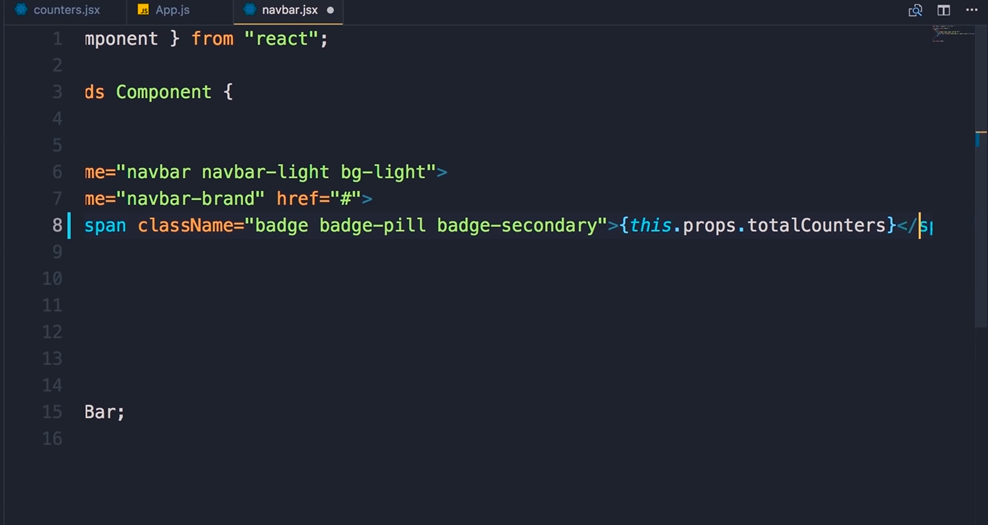 counters.jsx JS App.js navbar.jsx
1 mponent } from "react";
2
3 ds Component {
4
5
6 me="navbar navbar-light bg-light">
7 me="navbar-brand" href="#">
8 span className="badge badge-pill badge-secondary">{this.props.totalCounters}</sp
9
10
11
12
13
14
15 Bar;
16